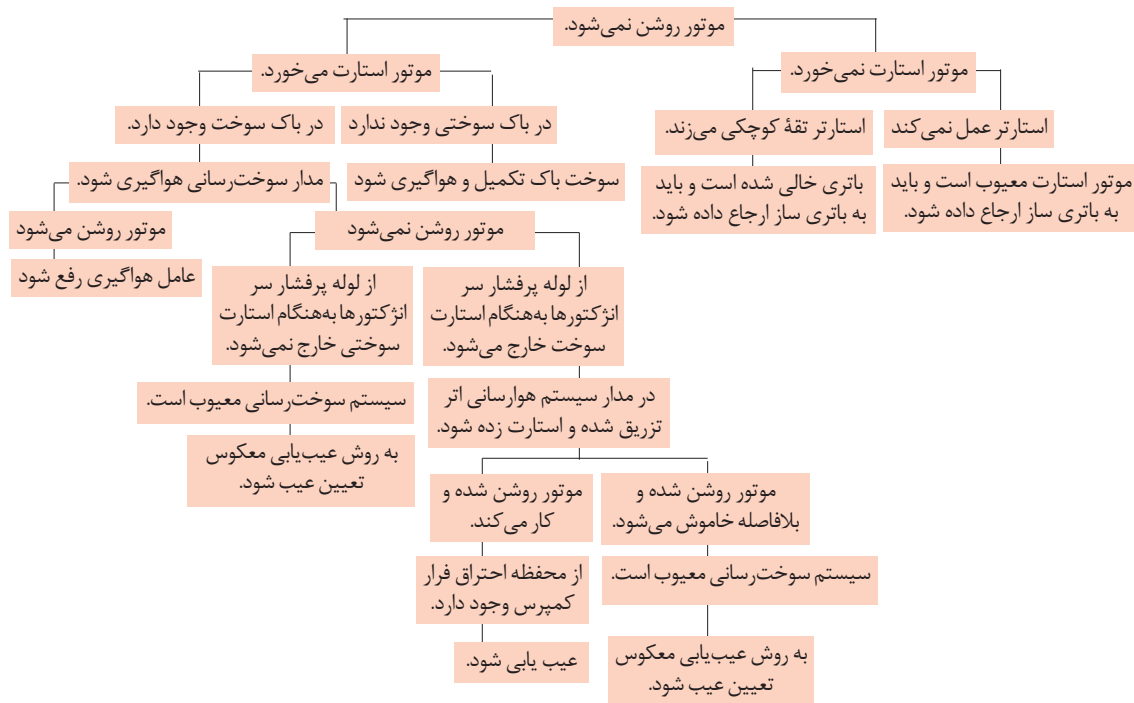 موتور روشن نمی‌شود.
موتور استارت نمی‌خورد.
موتور استارت می‌خورد.
استارتر عمل نمی‌کند
استارتر تقهٔ کوچکی می‌زند.
در باک سوختی وجود ندارد
در باک سوخت وجود دارد.
موتور استارت معیوب است و باید
به باتری ساز ارجاع داده شود.
باتری خالی شده است و باید
به باتری ساز ارجاع داده شود.
سوخت باک تکمیل و هواگیری شود
مدار سوخت‌رسانی هواگیری شود.
موتور روشن نمی‌شود
موتور روشن می‌شود
عامل هواگیری رفع شود
از لوله پرفشار سر
انژکتورها به‌هنگام استارت
سوخت خارج می‌شود.
از لوله پرفشار سر
انژکتورها به‌هنگام استارت
سوختی خارج نمی‌شود.
در مدار سیستم هوارسانی اتر
تزریق شده و استارت زده شود.
سیستم سوخت‌رسانی معیوب است.
به روش عیب‌یابی معکوس
تعیین عیب شود.
موتور روشن شده و
بلافاصله خاموش می‌شود.
موتور روشن شده و
کار می‌کند.
سیستم سوخت‌رسانی معیوب است.
از محفظه احتراق فرار
کمپرس وجود دارد.
به روش عیب‌یابی معکوس
تعیین عیب شود.
عیب یابی شود.